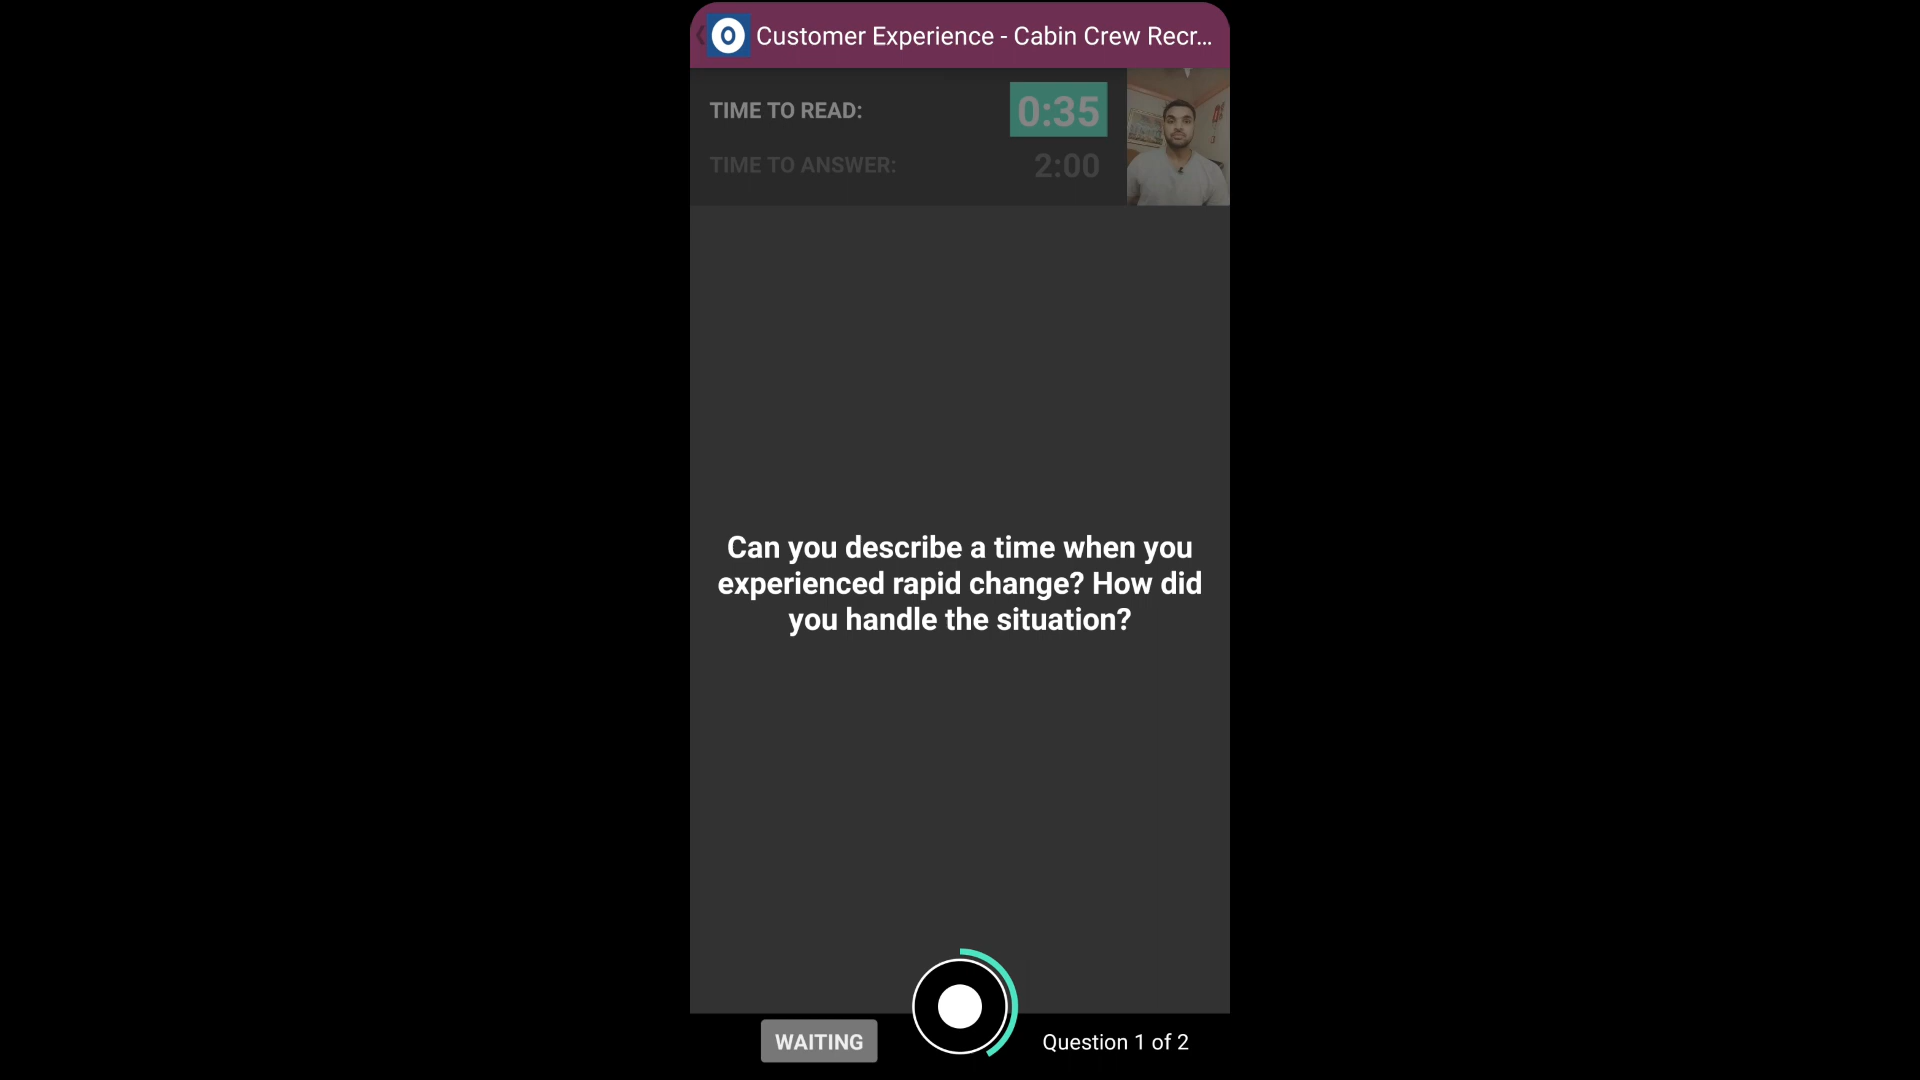 Customer Experience - Cabin Crew Recr...
TIME TO READ:
0:35
TIME TO ANSWER:
2:00
Can you describe a time when you
experienced rapid change? How did
you handle the situation?
WAITING
Question 1 of 2